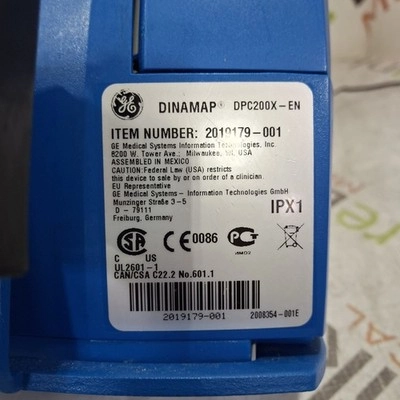 GE DINAMAP® DPC200X-EN
ITEM NUMBER: 2019179-001
GE Medical Systems Information Technologies, Inc.
8200 W. Tower Ave.: Milwaukee, WI, USA
ASSEMBLED IN MEXICO
CAUTION:Federal Law (USA) restricts
this device to sale by or on order of a clinician.
EU Representative
GE Medical Systems - Information Technologies GmbH
Munzinger Straße 3-5
D - 79111
Freiburg, Germany
IPX1
SA
C US
CE 0086
UL2601-1
CAN/CSA C22.2 No.601.1
2019179-001
2008354-001E